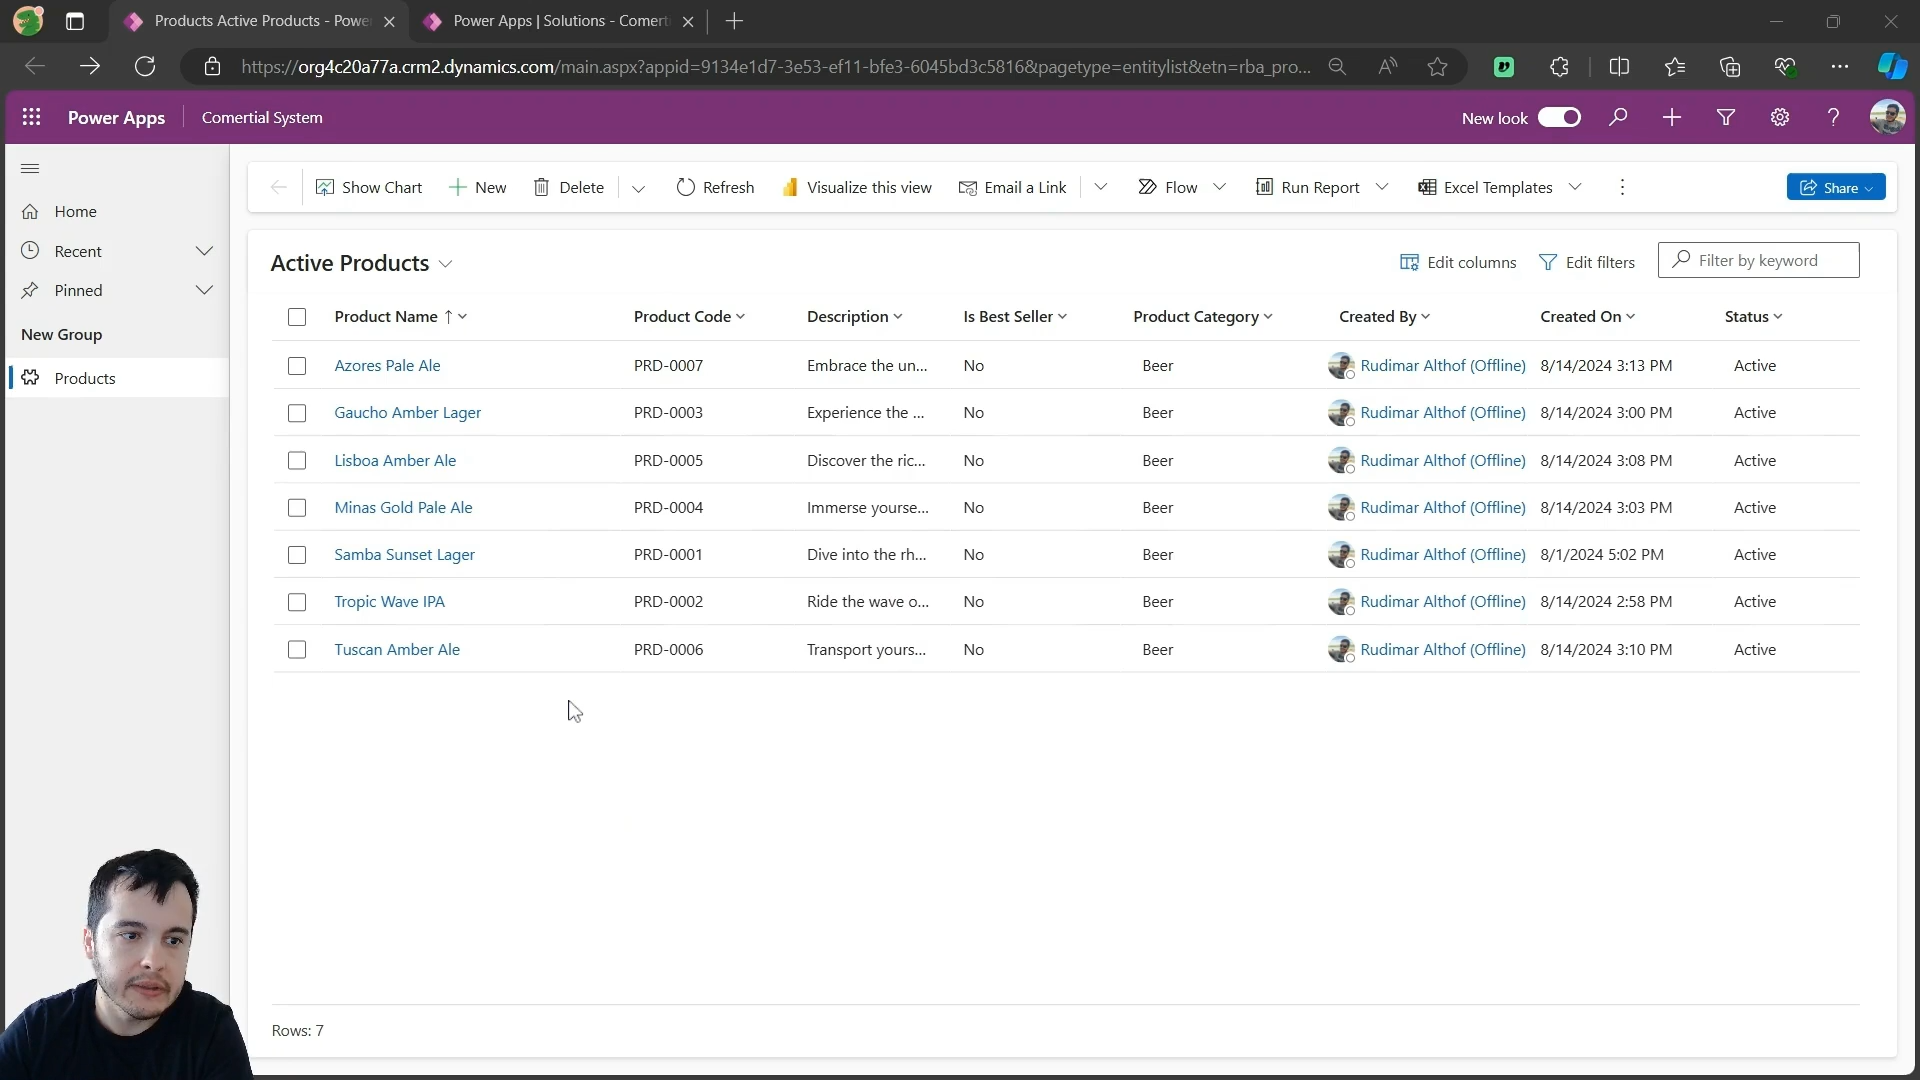 Products Active Products - Powe
Power Apps | Solutions - Comert
https://org4c20a77a.crm2.dynamics.com/main.aspx?appid=9134e1d7-3e53-ef11-bfe3-6045bd3c5816&pagetype=entitylist&etn=rba_pro...
Power Apps
Comertial System
New look
Show Chart
New
Delete
Refresh
Visualize this view
Email a Link
Flow
Run Report
Excel Templates
Share
Home
Recent
Pinned
New Group
Products
Active Products
Edit columns
Edit filters
Filter by keyword
Product Name Product Code Description Is Best Seller Product Category Created By Created On Status
Azores Pale Ale PRD-0007 Embrace the un... No Beer Rudimar Althof (Offline) 8/14/2024 3:13 PM Active
Gaucho Amber Lager PRD-0003 Experience the ... No Beer Rudimar Althof (Offline) 8/14/2024 3:00 PM Active
Lisboa Amber Ale PRD-0005 Discover the ric... No Beer Rudimar Althof (Offline) 8/14/2024 3:08 PM Active
Minas Gold Pale Ale PRD-0004 Immerse yourse... No Beer Rudimar Althof (Offline) 8/14/2024 3:03 PM Active
Samba Sunset Lager PRD-0001 Dive into the rh... No Beer Rudimar Althof (Offline) 8/1/2024 5:02 PM Active
Tropic Wave IPA PRD-0002 Ride the wave o... No Beer Rudimar Althof (Offline) 8/14/2024 2:58 PM Active
Tuscan Amber Ale PRD-0006 Transport yours... No Beer Rudimar Althof (Offline) 8/14/2024 3:10 PM Active
Rows: 7